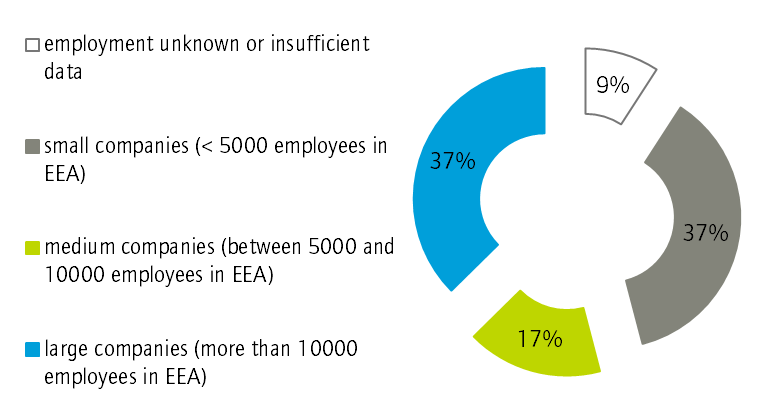 employment unknown or insufficient
data
small companies (< 5000 employees in
EEA)
medium companies (between 5000 and
10000 employees in EEA)
large companies (more than 10000
employees in EEA)
9%
37%
37%
17%